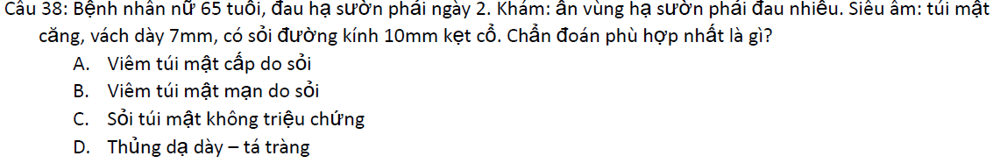 Câu 38: Bệnh nhân nữ 65 tuổi, đau hạ sườn phải ngày 2. Khám: ấn vùng hạ sườn phải đau nhiều. Siêu âm: túi mật
căng, vách dày 7mm, có sỏi đường kính 10mm kẹt cổ. Chẩn đoán phù hợp nhất là gì?
A. Viêm túi mật cấp do sỏi
B. Viêm túi mật mạn do sỏi
C. Sỏi túi mật không triệu chứng
D. Thủng dạ dày – tá tràng